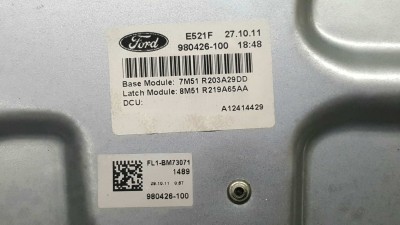 Ford E521F 27.10.11
980426-100 18:48
Base Module: 7M51 R203A29DD
Latch Module: 8M51 R219A65AA
DCU:
A12414429
FL1-BM73071
1489
980426-100